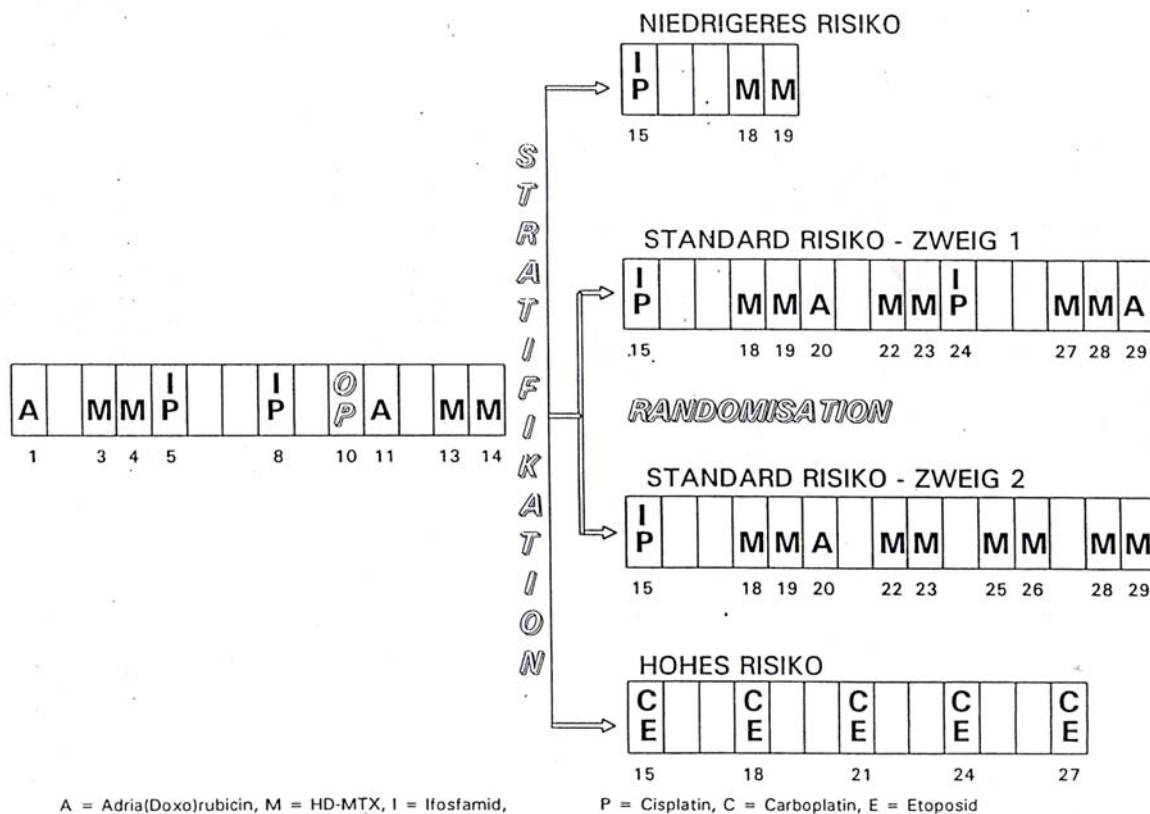 NIEDRIGERES RISIKO
I
P M M
15 18 19
STANDARD RISIKO - ZWEIG 1
I I
P M M A M M P M M A
.15 18 19 20 22 23 24 27 28 29
I I OP
A M M P P A M M
1 3 4 5 8 10 11 13 14
STRATIFIKATION
RANDOMISATION
STANDARD RISIKO - ZWEIG 2
I
P M M A M M M M M M
15 18 19 20 22 23 25 26 28 29
HOHES RISIKO
C C C C C
E E E E E
15 18 21 24 27
A = Adria(Doxo)rubicin, M = HD-MTX, I = Ifosfamid, P = Cisplatin, C = Carboplatin, E = Etoposid